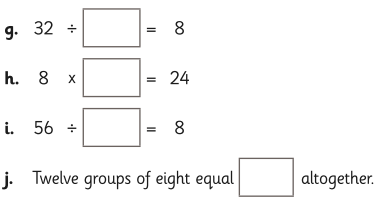 g. 32 ÷ = 8
h. 8 x = 24
i. 56 ÷ = 8
j. Twelve groups of eight equal altogether.